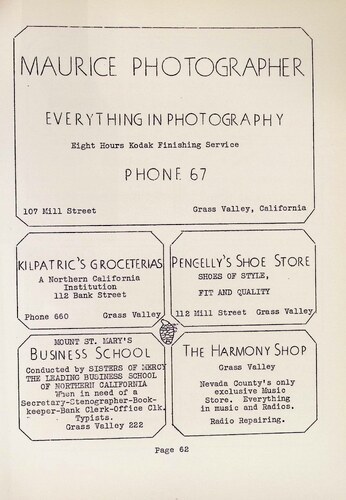 MAURICE PHOTOGRAPHER
EVERYTHING IN PHOTOGRAPHY
Eight Hours Kodak Finishing Service
PHONE 67
107 Mill Street Grass Valley, California
KILPATRIC'S GROCETERIAS
A Northern California
Institution
112 Bank Street
Phone 660 Grass Valley
PENGELLY'S SHOE STORE
SHOES OF STYLE,
FIT AND QUALITY
112 Mill Street Grass Valley
MOUNT ST. MARY'S
BUSINESS SCHOOL
Conducted by SISTERS OF MERCY
THE LEADING BUSINESS SCHOOL
OF NORTHERN CALIFORNIA
When in need of a
Secretary-Stenographer-Book-
keeper-Bank Clerk-Office Clk.
Typists.
Grass Valley 222
THE HARMONY SHOP
Grass Valley
Nevada County's only
exclusive Music
Store. Everything
in music and Radios.
Radio Repairing.
Page 62